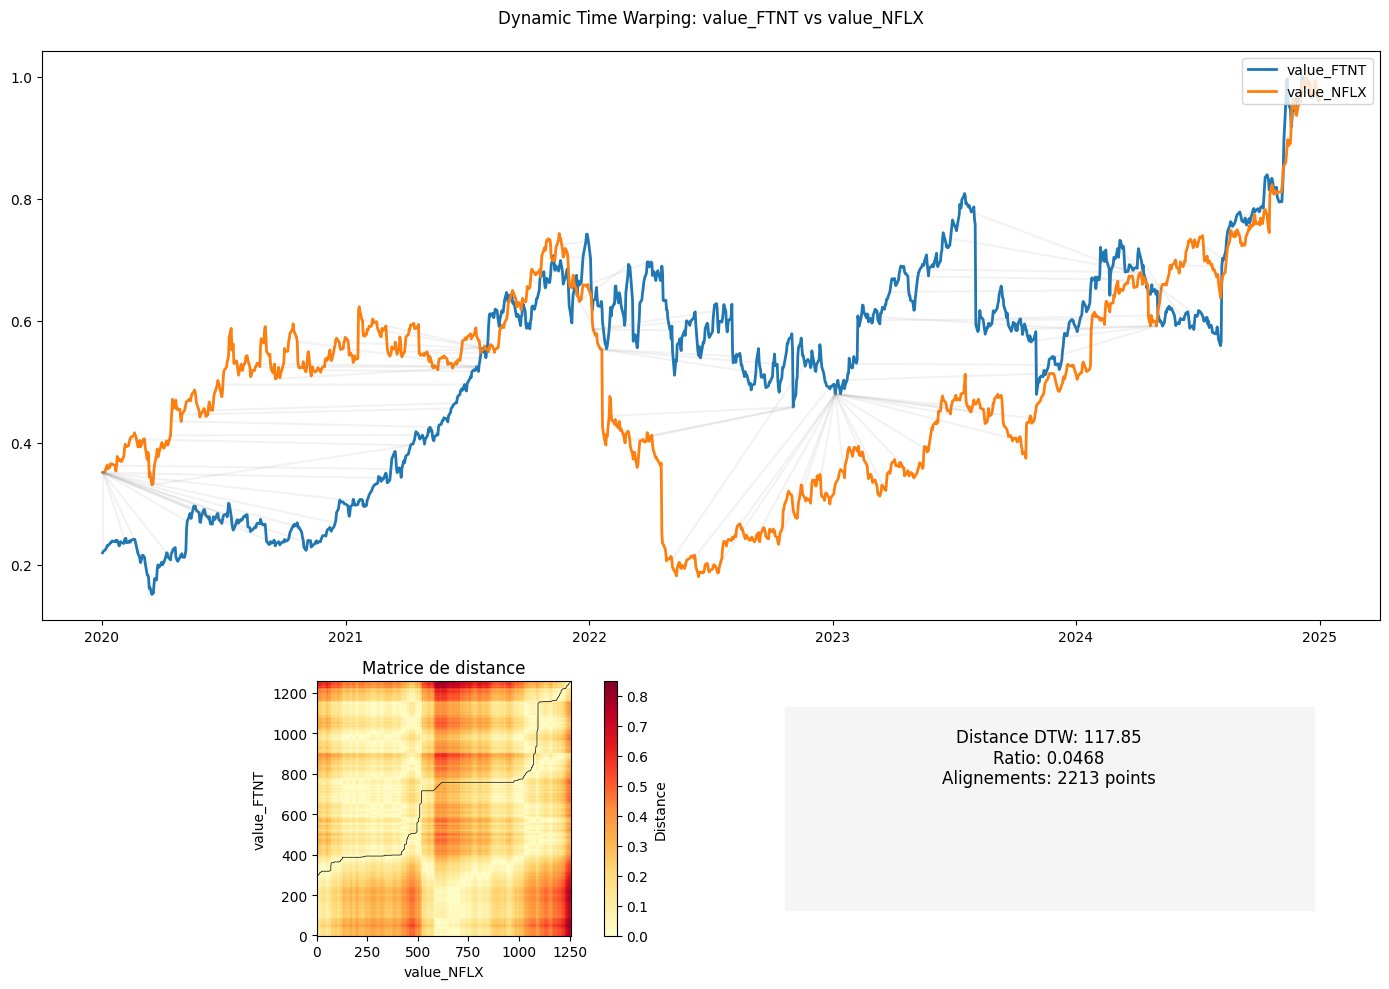 Dynamic Time Warping: value_FTNT vs value_NFLX
1.0
0.8
0.6
0.4
0.2
value_FTNT
value_NFLX
2020 2021 2022 2023 2024 2025
Matrice de distance
1200
1000
800
600
400
200
0
value_FTNT
0 250 500 750 1000 1250
value_NFLX
0.8
0.7
0.6
0.5
0.4
0.3
0.2
0.1
0.0
Distance
Distance DTW: 117.85
Ratio: 0.0468
Alignements: 2213 points